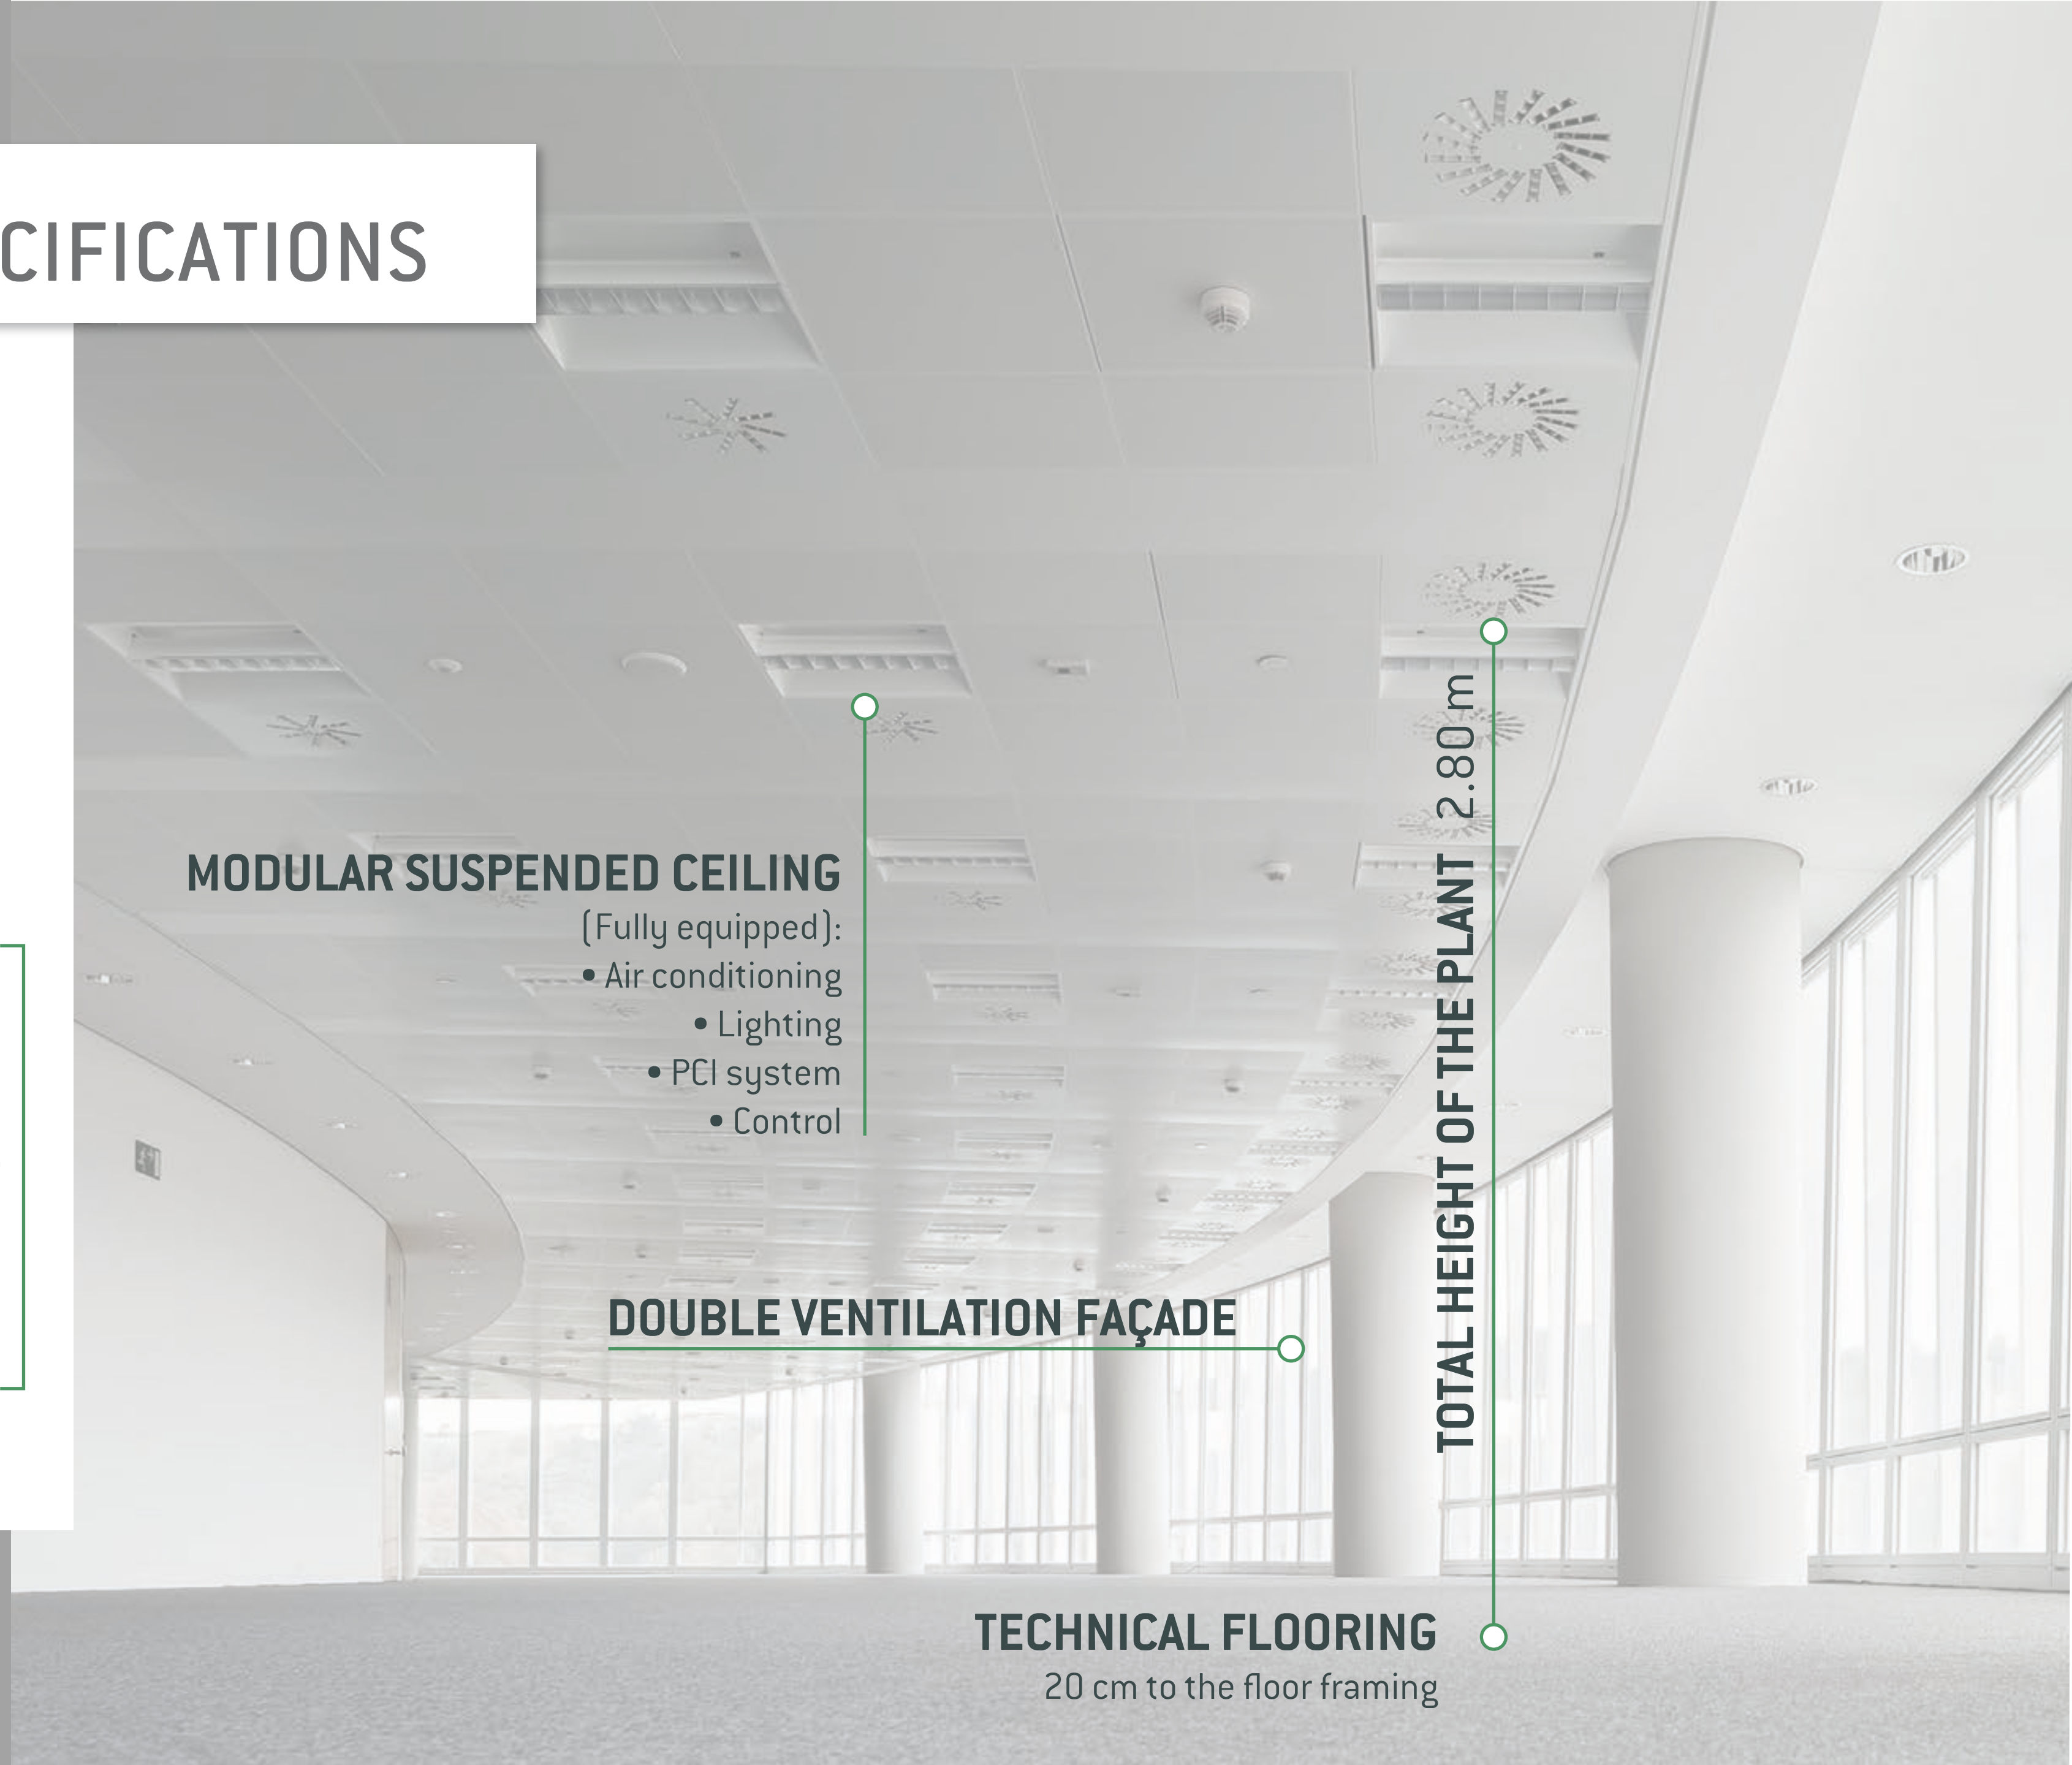 CIFICATIONS
MODULAR SUSPENDED CEILING
(Fully equipped):
• Air conditioning
• Lighting
• PCI system
• Control
TOTAL HEIGHT OF THE PLANT 2.80 m
DOUBLE VENTILATION FAÇADE
TECHNICAL FLOORING
20 cm to the floor framing